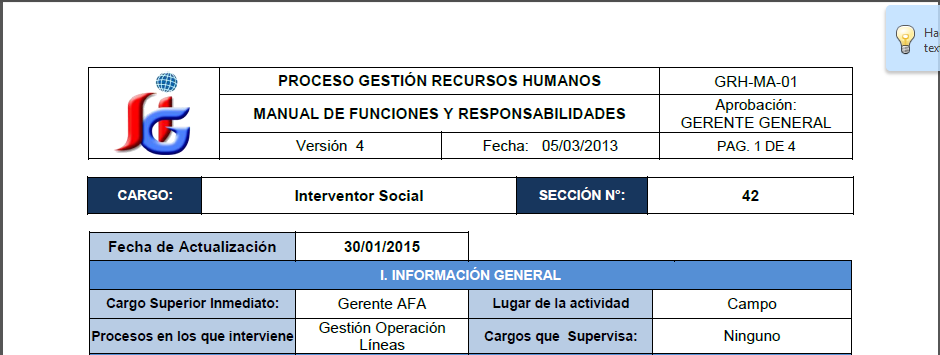 PROCESO GESTIÓN RECURSOS HUMANOS
GRH-MA-01
MANUAL DE FUNCIONES Y RESPONSABILIDADES
Aprobación:
GERENTE GENERAL
Versión 4
Fecha: 05/03/2013
PAG. 1 DE 4
CARGO:
Interventor Social
SECCIÓN N°:
42
Fecha de Actualización
30/01/2015
I. INFORMACIÓN GENERAL
Cargo Superior Inmediato:
Gerente AFA
Lugar de la actividad
Campo
Procesos en los que interviene
Gestión Operación
Líneas
Cargos que Supervisa:
Ninguno